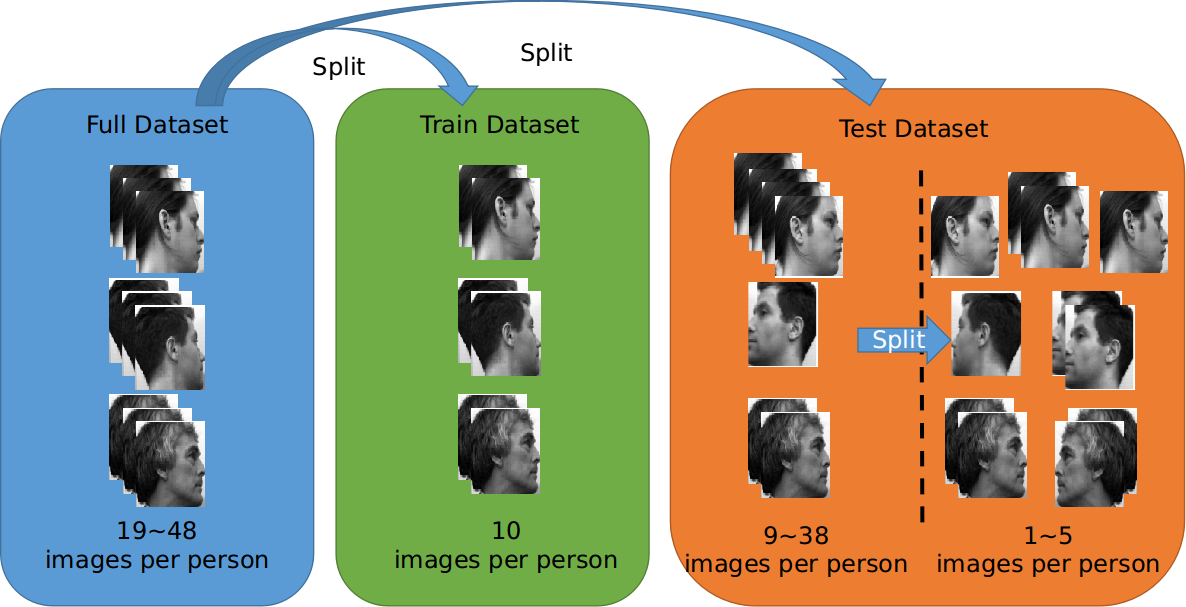 Split
Split
Full Dataset
Train Dataset
Test Dataset
Split
19~48
images per person
10
images per person
9~38
images per person
1~5
images per person